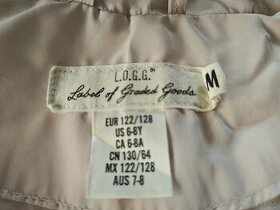 L.O.G.G.
Label of Graded Goods
M
EUR 122/128
US 6-8Y
CA 6-8A
CN 130/64
MX 122/128
AUS 7-8